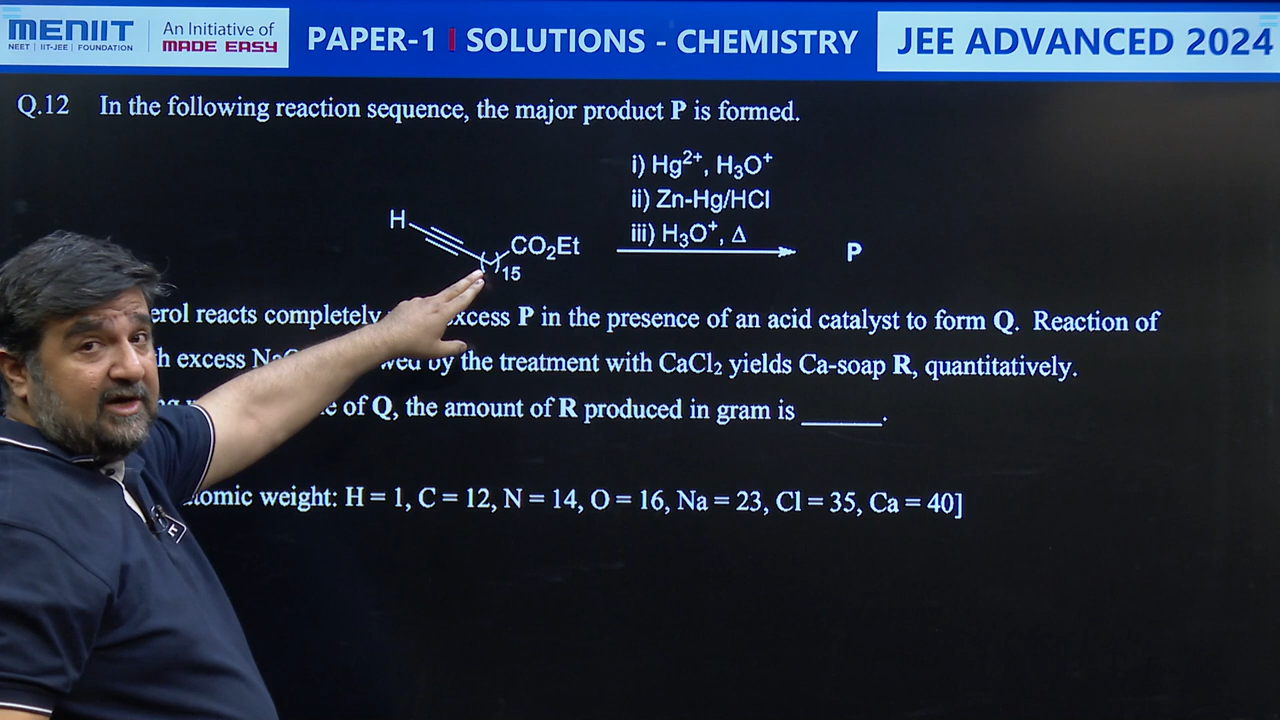 MENIIT
NEET | IIT-JEE | FOUNDATION
An Initiative of
MADE EASY
PAPER-1 | SOLUTIONS - CHEMISTRY
JEE ADVANCED 2024
Q.12 In the following reaction sequence, the major product P is formed.
i) Hg²⁺, H₃O⁺
ii) Zn-Hg/HCl
iii) H₃O⁺, Δ
H
CO₂Et
15
P
erol reacts completely excess P in the presence of an acid catalyst to form Q. Reaction of
excess by the treatment with CaCl₂ yields Ca-soap R, quantitatively.
of Q, the amount of R produced in gram is ______.
tomic weight: H = 1, C = 12, N = 14, O = 16, Na = 23, Cl = 35, Ca = 40]